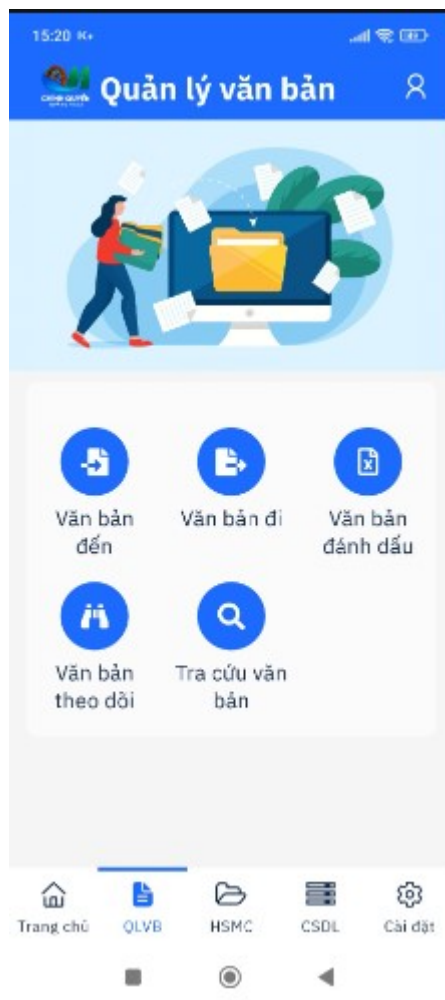 15:20
Quản lý văn bản
Văn bản
đến
Văn bản đi
Văn bản
đánh dấu
Văn bản
theo dõi
Tra cứu văn
bản
Trang chủ
QLVB
HSMC
CSDL
Cài đặt